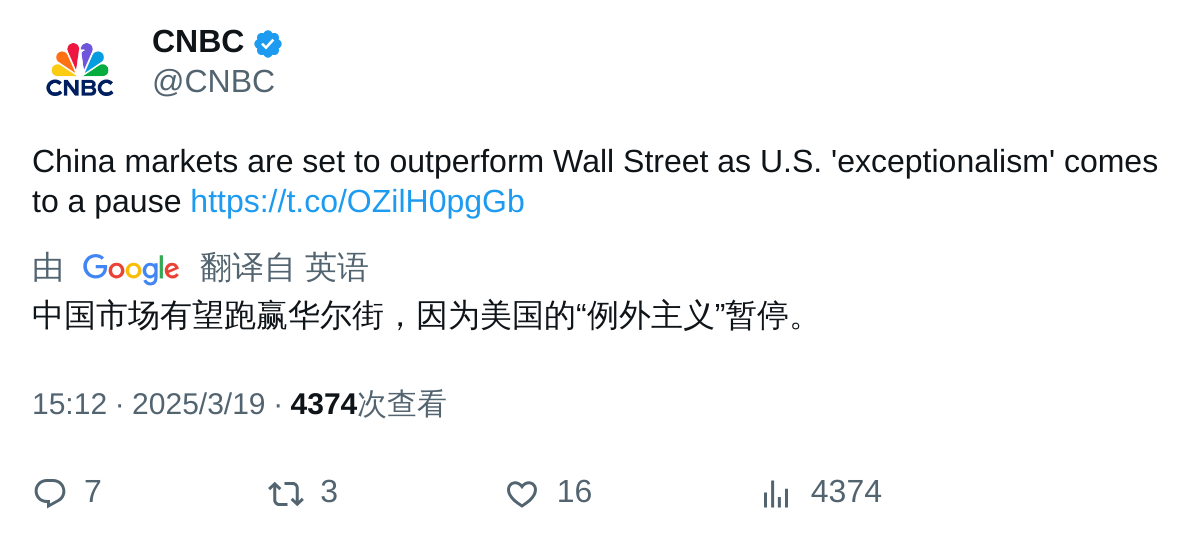 CNBC
CNBC
@CNBC
China markets are set to outperform Wall Street as U.S. 'exceptionalism' comes
to a pause https://t.co/OZilH0pgGb
由 Google 翻译自 英语
中国市场有望跑赢华尔街，因为美国的“例外主义”暂停。
15:12 · 2025/3/19 · 4374次查看
7 3 16 4374